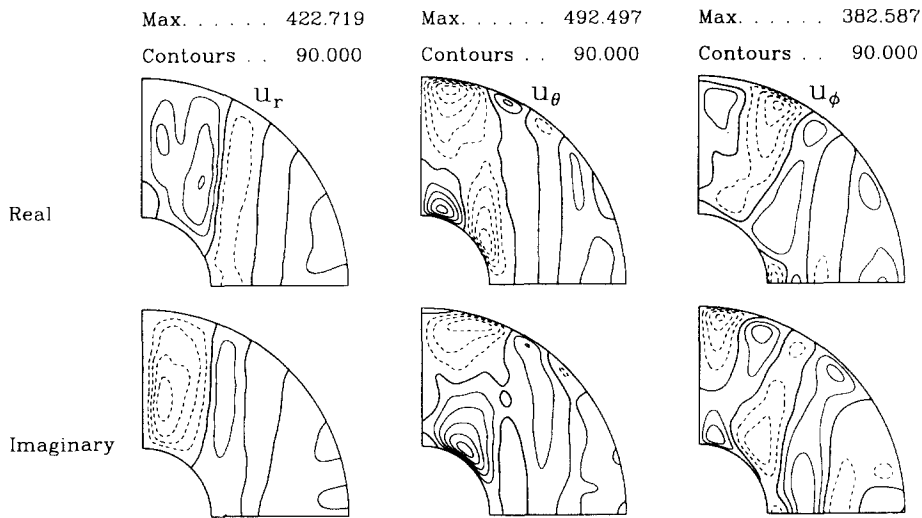 Max. . . . . . . 422.719 Max. . . . . . . 492.497 Max. . . . . . . 382.587
Contours . . 90.000 Contours . . 90.000 Contours . . 90.000
u_r u_θ u_ϕ
Real
Imaginary